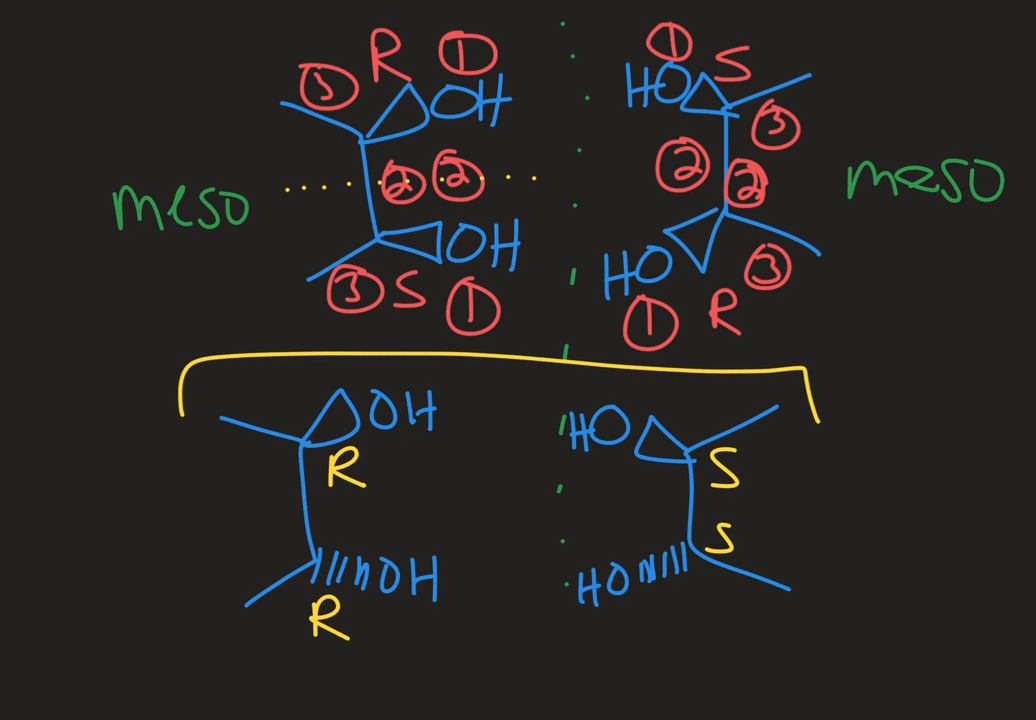 ③ R ① OH
① HO S
③
meso ② ②
② ② meso
OH
③ S ①
HO ③
① R
OH
R
HO
S
S
OH
R
HO